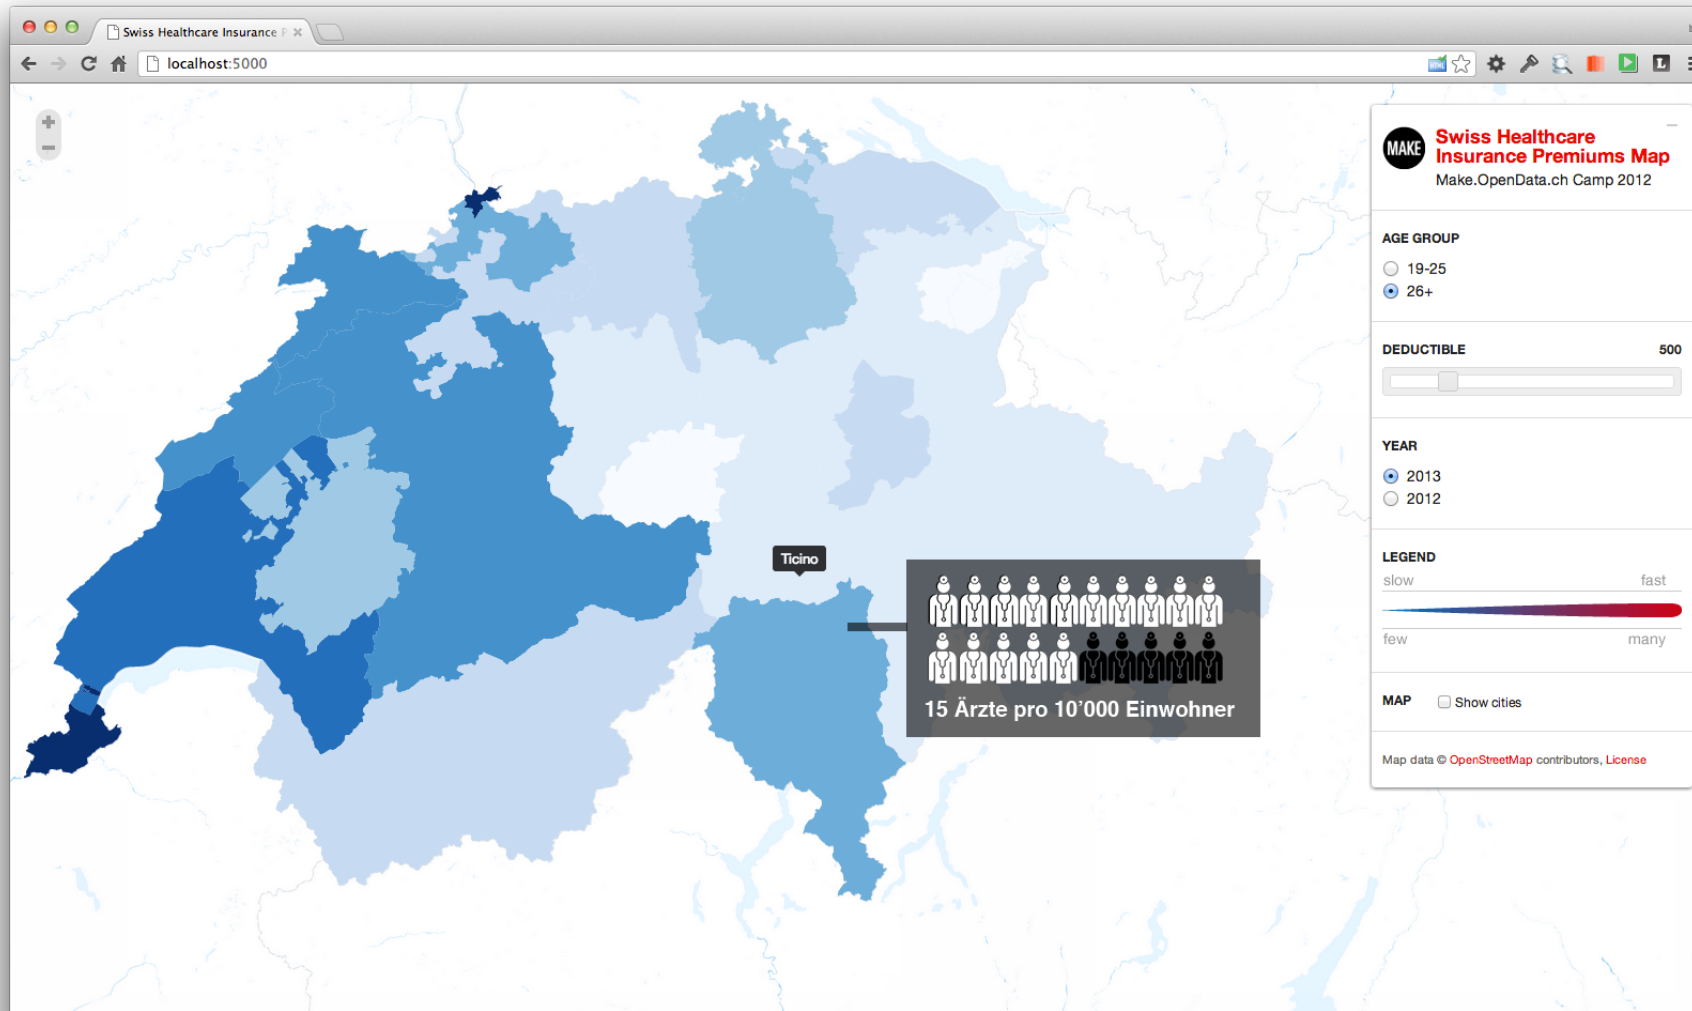 Swiss Healthcare Insurance P
localhost:5000
MAKE
Swiss Healthcare
Insurance Premiums Map
Make.OpenData.ch Camp 2012
AGE GROUP
19-25
26+
DEDUCTIBLE 500
YEAR
2013
2012
LEGEND
slow fast
few many
MAP Show cities
Map data © OpenStreetMap contributors, License
Ticino
15 Ärzte pro 10’000 Einwohner